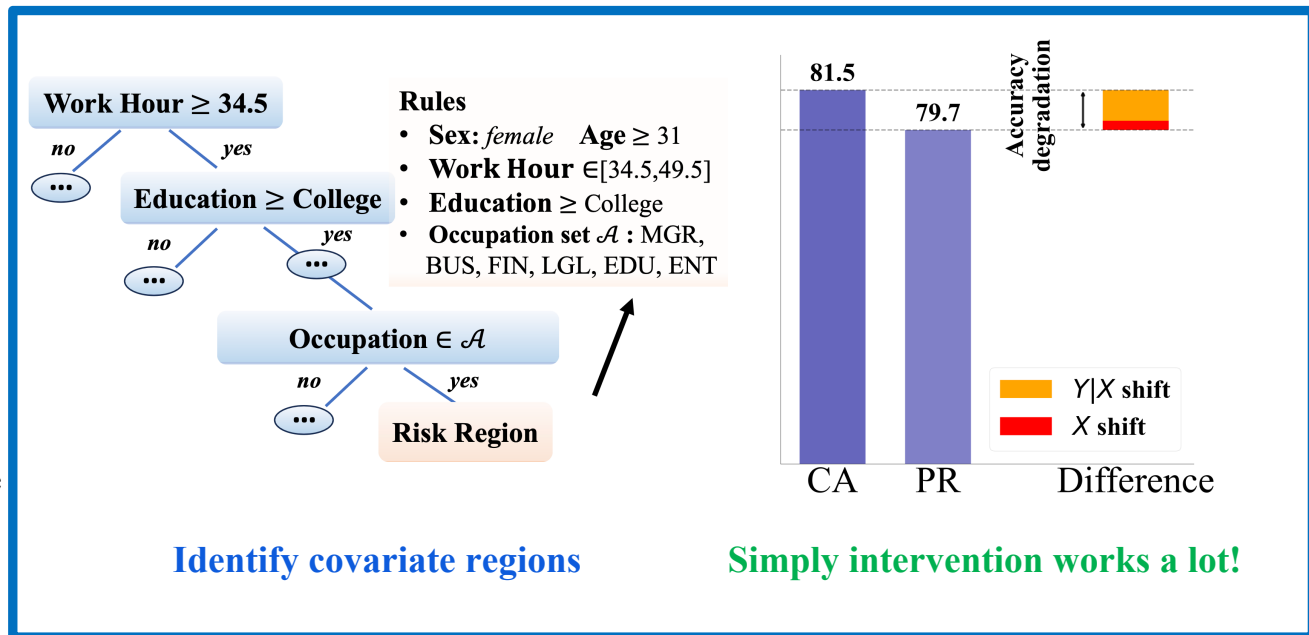 Work Hour ≥ 34.5
no
yes
•••
Education ≥ College
no
yes
•••
•••
Occupation ∈ 𝒜
no
yes
•••
Risk Region
Rules
• Sex: female Age ≥ 31
• Work Hour ∈[34.5,49.5]
• Education ≥ College
• Occupation set 𝒜 : MGR,
BUS, FIN, LGL, EDU, ENT
Identify covariate regions
81.5
79.7
Accuracy
degradation
Y|X shift
X shift
CA
PR
Difference
Simply intervention works a lot!